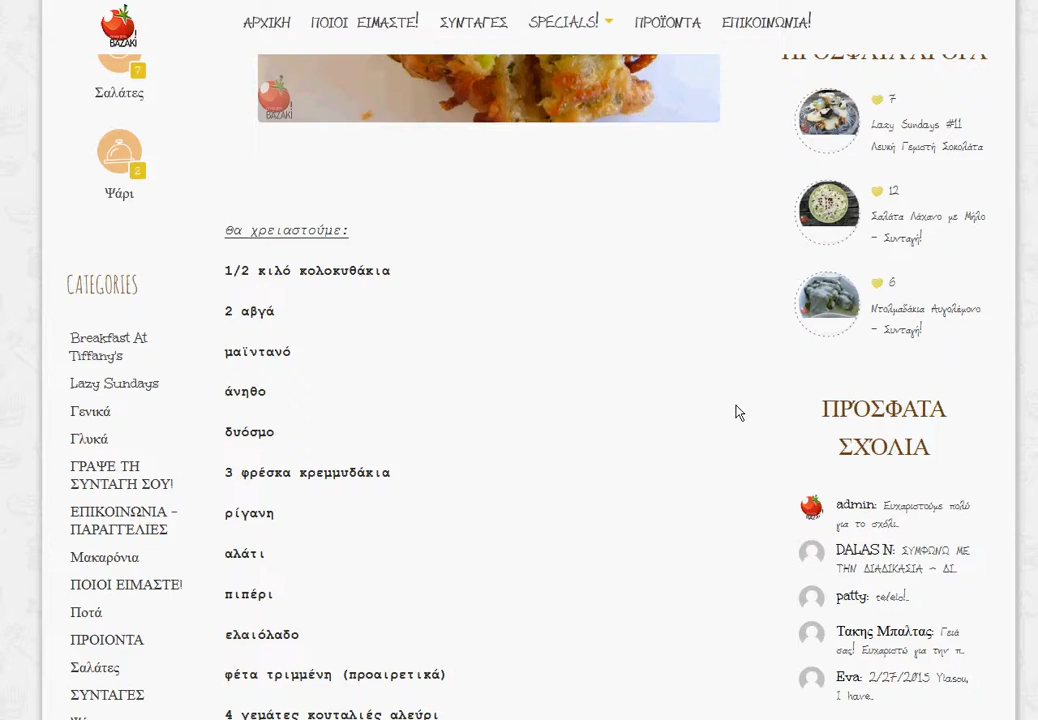 ΒΑΖΑΚΙ!
ΑΡΧΙΚΗ ΠΟΙΟΙ ΕΙΜΑΣΤΕ! ΣΥΝΤΑΓΕΣ SPECIALS! ΠΡΟΪΟΝΤΑ ΕΠΙΚΟΙΝΩΝΙΑ!
7
Σαλάτες
2
Ψάρι
CATEGORIES
Breakfast At
Tiffany's
Lazy Sundays
Γενικά
Γλυκά
ΓΡΑΨΕ ΤΗ
ΣΥΝΤΑΓΗ ΣΟΥ!
ΕΠΙΚΟΙΝΩΝΙΑ –
ΠΑΡΑΓΓΕΛΙΕΣ
Μακαρόνια
ΠΟΙΟΙ ΕΙΜΑΣΤΕ!
Ποτά
ΠΡΟΙΟΝΤΑ
Σαλάτες
ΣΥΝΤΑΓΕΣ
ΒΑΖΑΚΙ
Θα χρειαστούμε:
1/2 κιλό κολοκυθάκια
2 αβγά
μαϊντανό
άνηθο
δυόσμο
3 φρέσκα κρεμμυδάκια
ρίγανη
αλάτι
πιπέρι
ελαιόλαδο
φέτα τριμμένη (προαιρετικά)
4 γεμάτες κουταλιές αλεύρι
7
Lazy Sundays #11
Λευκή Γεμιστή Σοκολάτα
12
Σαλάτα Λάχανο με Μήλο
– Συνταγή!
6
Ντολμαδάκια Αυγολέμονο
– Συνταγή!
ΠΡΌΣΦΑΤΑ
ΣΧΌΛΙΑ
admin: Ευχαριστούμε πολύ
για το σχόλι...
DALAS N: ΣΥΜΦΩΝΩ ΜΕ
ΤΗΝ ΔΙΑΔΙΚΑΣΙΑ – ΔΙ...
patty: teleio!...
Τακης Μπαλτας: Γειά
σας! Ευχαριστώ για την π...
Eva: 2/27/2015 Yiasou,
I have...